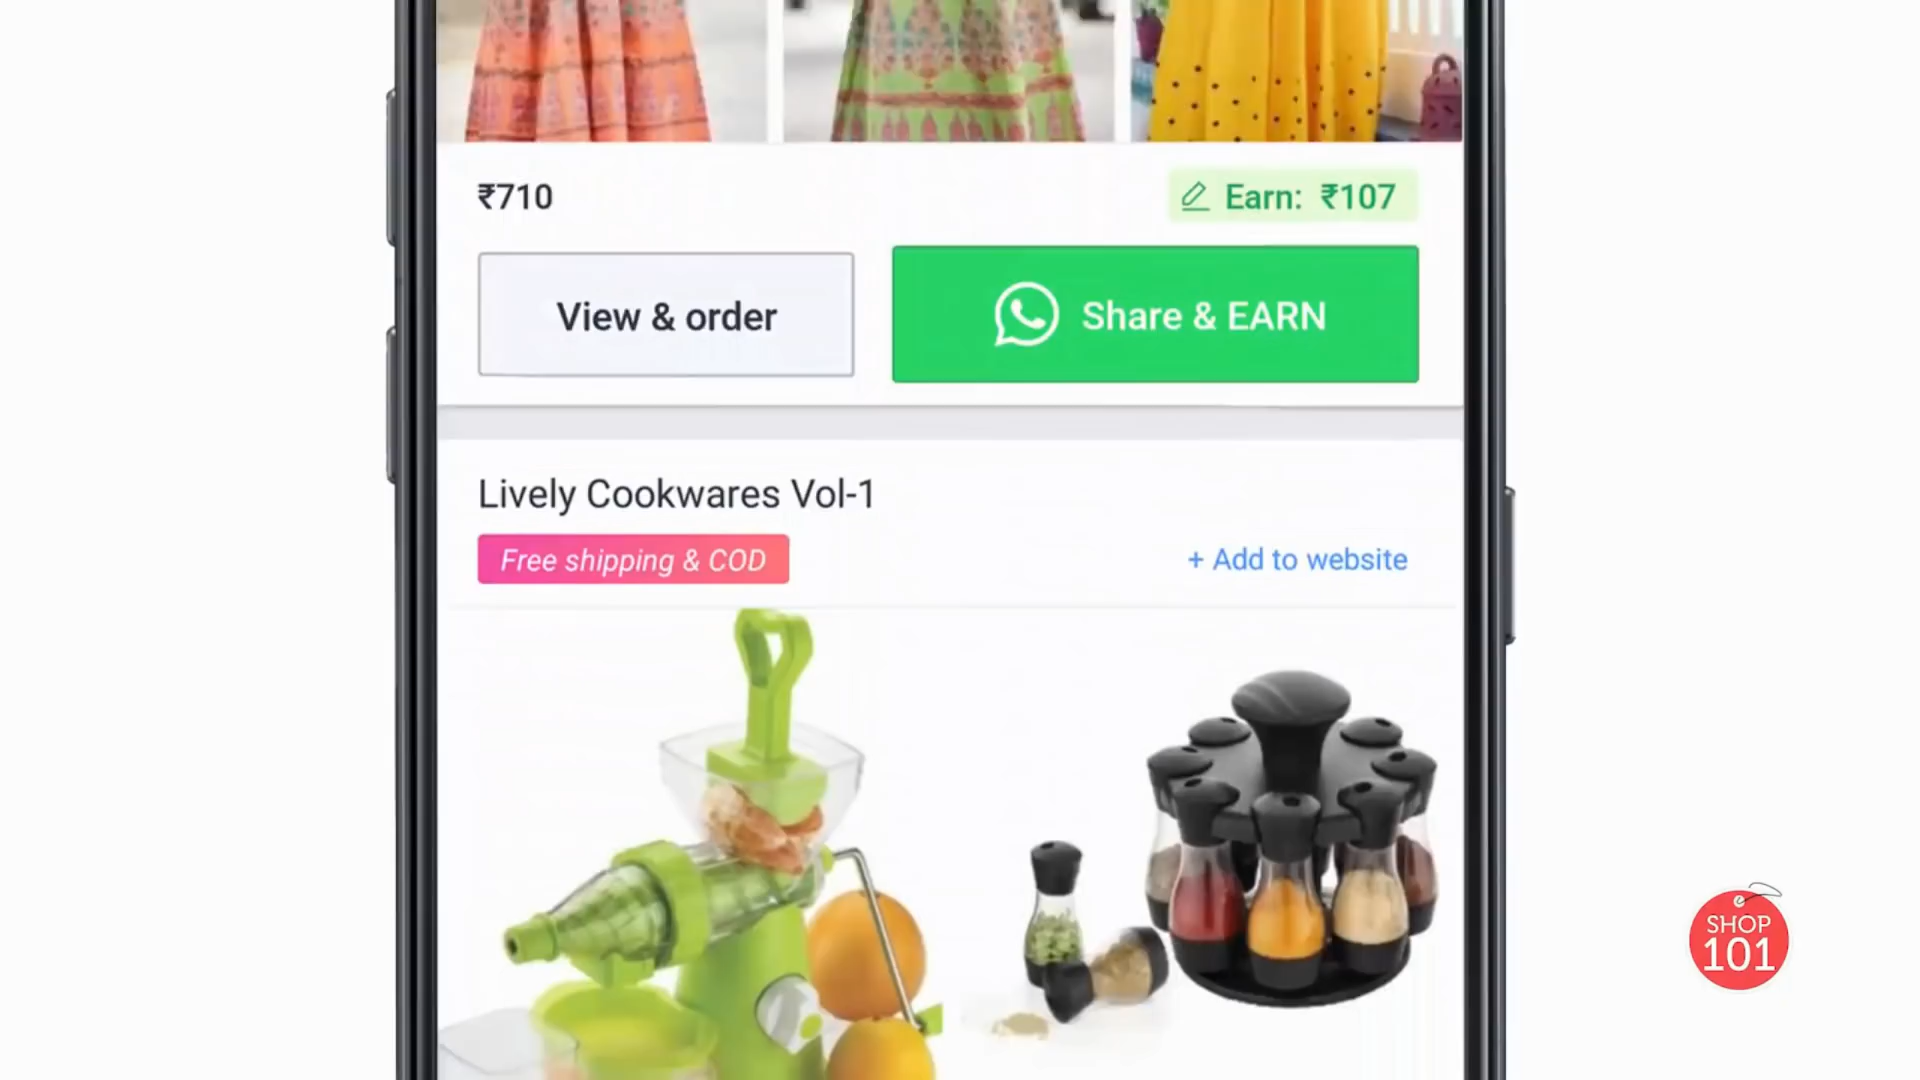 ₹710
Earn: ₹107
View & order
Share & EARN
Lively Cookwares Vol-1
Free shipping & COD
+ Add to website
SHOP
101